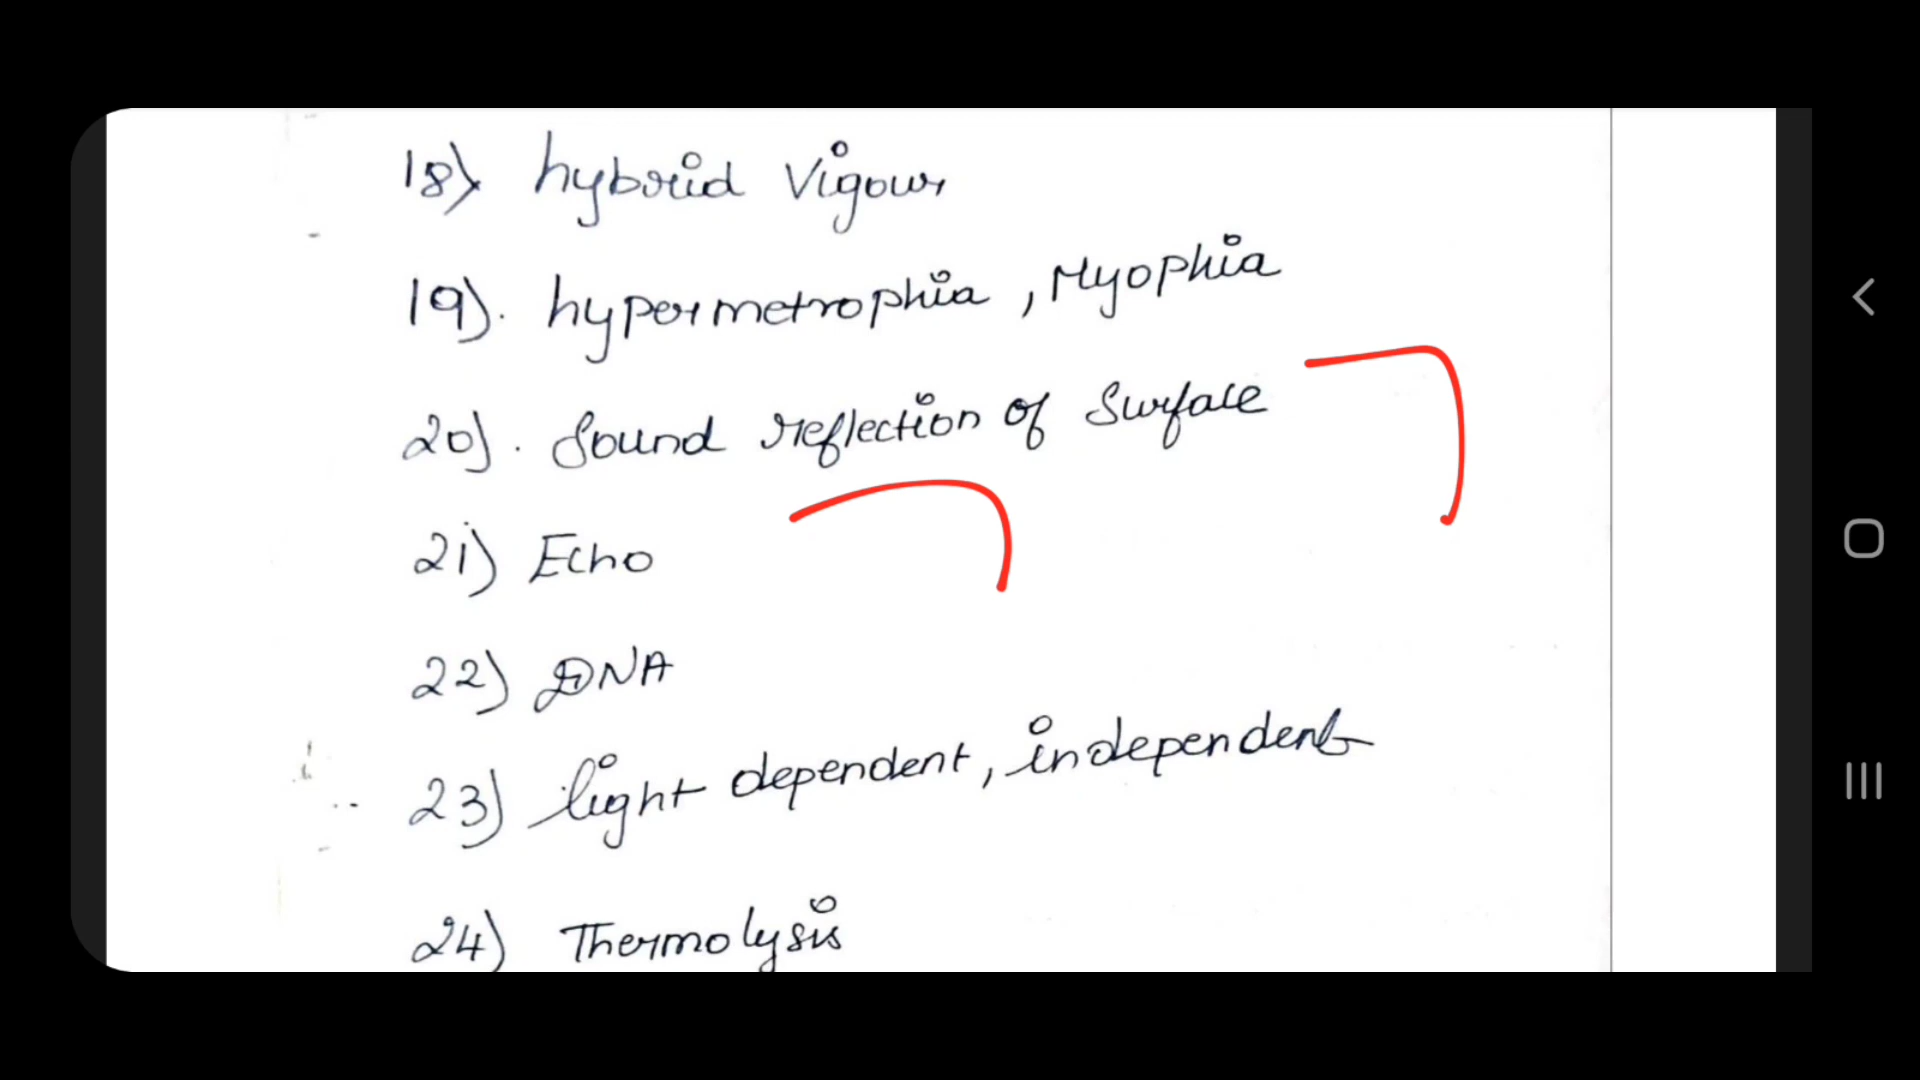 18) hybrid Vigour
19). hypermetrophia, Myophia
20). Sound reflection of Surface
21) Echo
22) DNA
23) light dependent, independent
24) Thermolysis